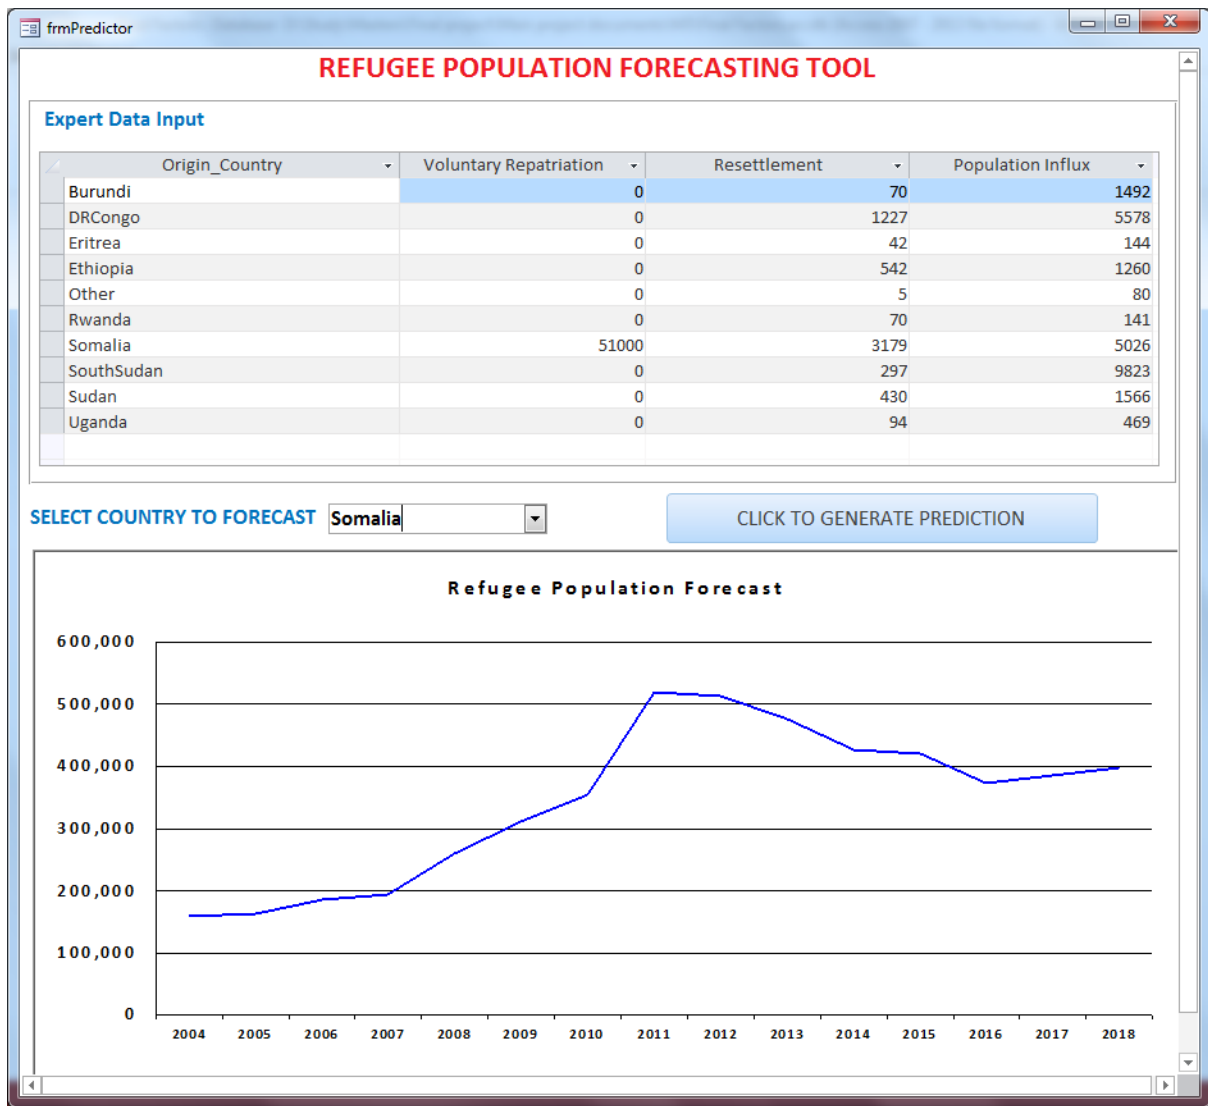 frmPredictor
REFUGEE POPULATION FORECASTING TOOL
Expert Data Input
Origin_Country Voluntary Repatriation Resettlement Population Influx
Burundi 0 70 1492
DRCongo 0 1227 5578
Eritrea 0 42 144
Ethiopia 0 542 1260
Other 0 5 80
Rwanda 0 70 141
Somalia 51000 3179 5026
SouthSudan 0 297 9823
Sudan 0 430 1566
Uganda 0 94 469
SELECT COUNTRY TO FORECAST Somalia CLICK TO GENERATE PREDICTION
Refugee Population Forecast
600,000
500,000
400,000
300,000
200,000
100,000
0
2004 2005 2006 2007 2008 2009 2010 2011 2012 2013 2014 2015 2016 2017 2018